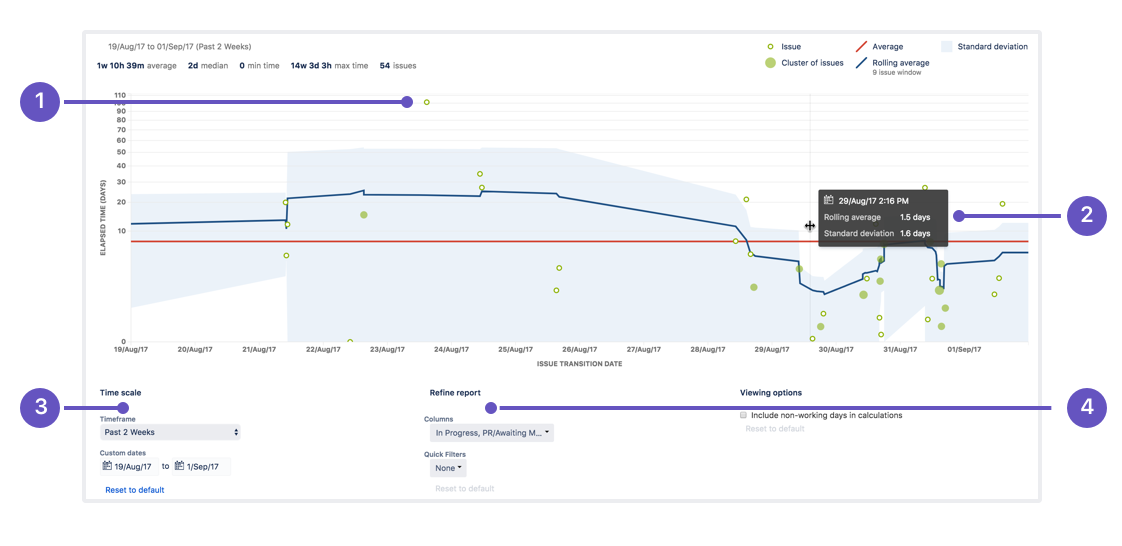 19/Aug/17 to 01/Sep/17 (Past 2 Weeks)
1w 10h 39m average 2d median 0 min time 14w 3d 3h max time 54 issues
Issue Average Standard deviation
Cluster of issues Rolling average
9 issue window
1
110
90
80
70
60
50
40
30
20
10
0
ELAPSED TIME (DAYS)
29/Aug/17 2:16 PM
Rolling average 1.5 days
Standard deviation 1.6 days
2
19/Aug/17 20/Aug/17 21/Aug/17 22/Aug/17 23/Aug/17 24/Aug/17 25/Aug/17 26/Aug/17 27/Aug/17 28/Aug/17 29/Aug/17 30/Aug/17 31/Aug/17 01/Sep/17
ISSUE TRANSITION DATE
3
Time scale
Timeframe
Past 2 Weeks
Custom dates
19/Aug/17 to 1/Sep/17
Reset to default
Refine report
Columns
In Progress, PR/Awaiting M...
Quick Filters
None
Reset to default
Viewing options
Include non-working days in calculations
Reset to default
4